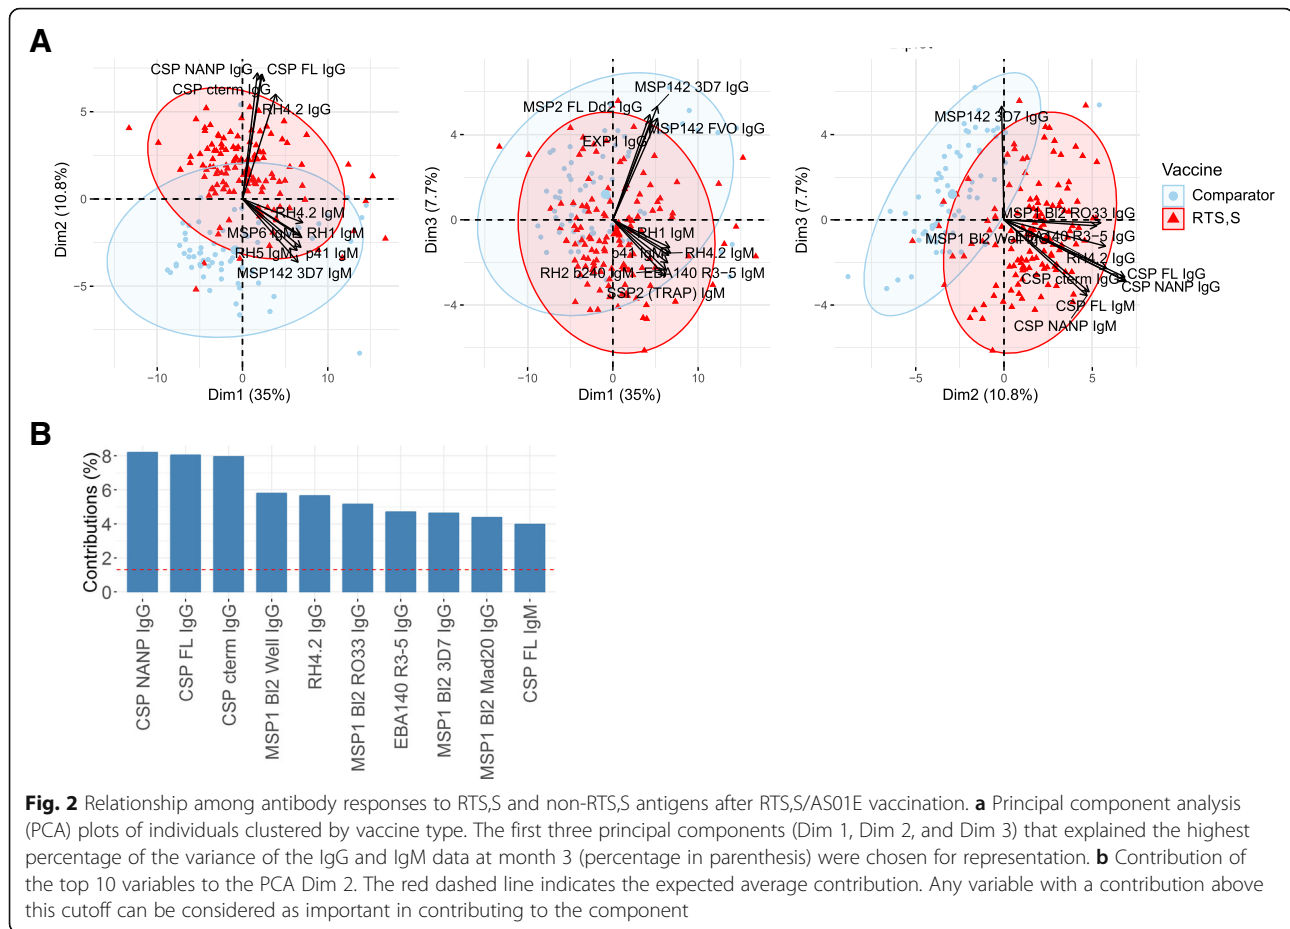 A
CSP NANP IgG
CSP FL IgG
CSP cterm IgG
RH4.2 IgG
RH4.2 IgM
MSP6 IgM
RH1 IgM
RH5 IgM
p41 IgM
MSP142 3D7 IgM
5
0
−5
−10
0
10
Dim2 (10.8%)
Dim1 (35%)
MSP142 3D7 IgG
MSP2 FL Dd2 IgG
MSP142 FVO IgG
EXP1 IgG
RH1 IgM
p41 IgM
RH4.2 IgM
RH2 b240 IgM
EBA140 R3−5 IgM
SSP2 (TRAP) IgM
4
0
−4
−10
0
10
Dim3 (7.7%)
Dim1 (35%)
MSP142 3D7 IgG
MSP1 Bl2 RO33 IgG
MSP1 Bl2 Well IgG
EBA140 R3−5 IgG
RH4.2 IgG
CSP cterm IgG
CSP FL IgG
CSP NANP IgG
CSP FL IgM
CSP NANP IgM
4
0
−4
−5
0
5
Dim3 (7.7%)
Dim2 (10.8%)
Vaccine
Comparator
RTS,S
B
Contributions (%)
8
6
4
2
0
CSP NANP IgG
CSP FL IgG
CSP cterm IgG
MSP1 Bl2 Well IgG
RH4.2 IgG
MSP1 Bl2 RO33 IgG
EBA140 R3-5 IgG
MSP1 Bl2 3D7 IgG
MSP1 Bl2 Mad20 IgG
CSP FL IgM
Fig. 2 Relationship among antibody responses to RTS,S and non-RTS,S antigens after RTS,S/AS01E vaccination. a Principal component analysis
(PCA) plots of individuals clustered by vaccine type. The first three principal components (Dim 1, Dim 2, and Dim 3) that explained the highest
percentage of the variance of the IgG and IgM data at month 3 (percentage in parenthesis) were chosen for representation. b Contribution of
the top 10 variables to the PCA Dim 2. The red dashed line indicates the expected average contribution. Any variable with a contribution above
this cutoff can be considered as important in contributing to the component